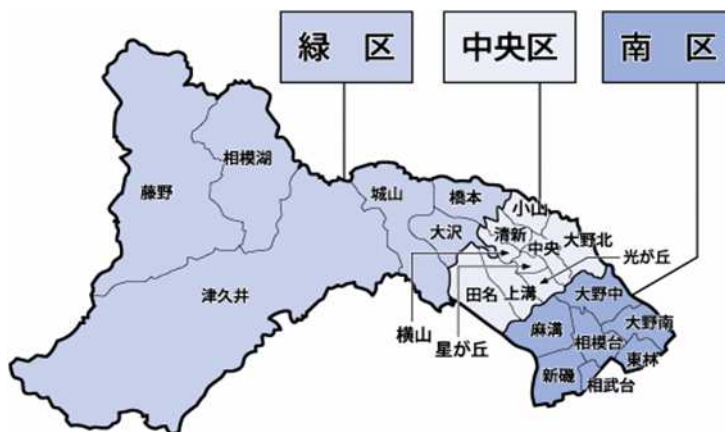 緑 区
中央区
南 区
相模湖
藤野
城山
橋本
小山
大沢
清新
中央
大野北
光が丘
津久井
田名
上溝
大野中
横山
星が丘
麻溝
大野南
相模台
東林
新磯
相武台